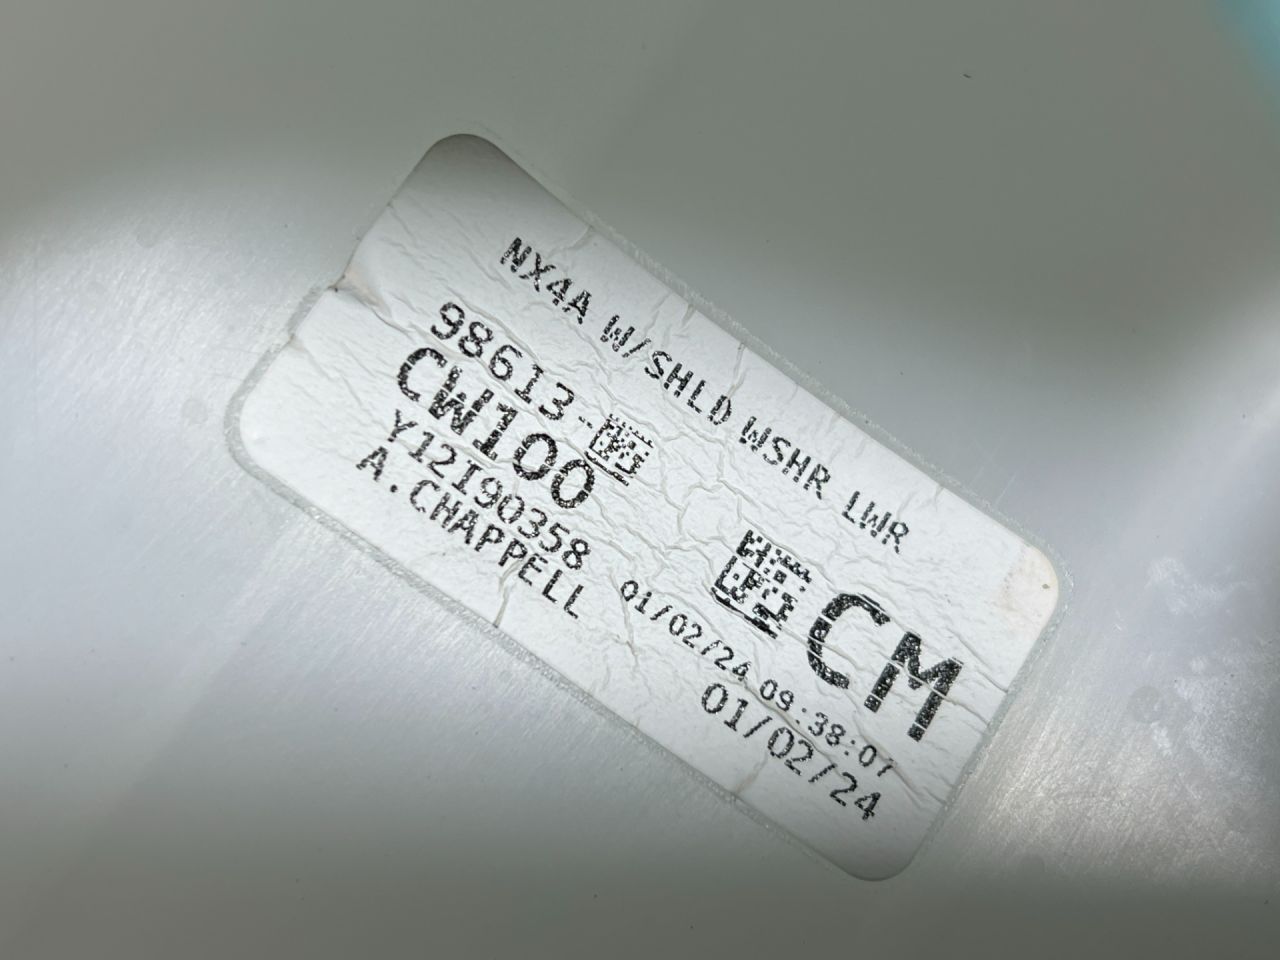 NX4A W/SHLD WSHR LWR
98613-
CW100
Y12I90358
A.CHAPPELL
CM
01/02/24 09:38:07
01/02/24